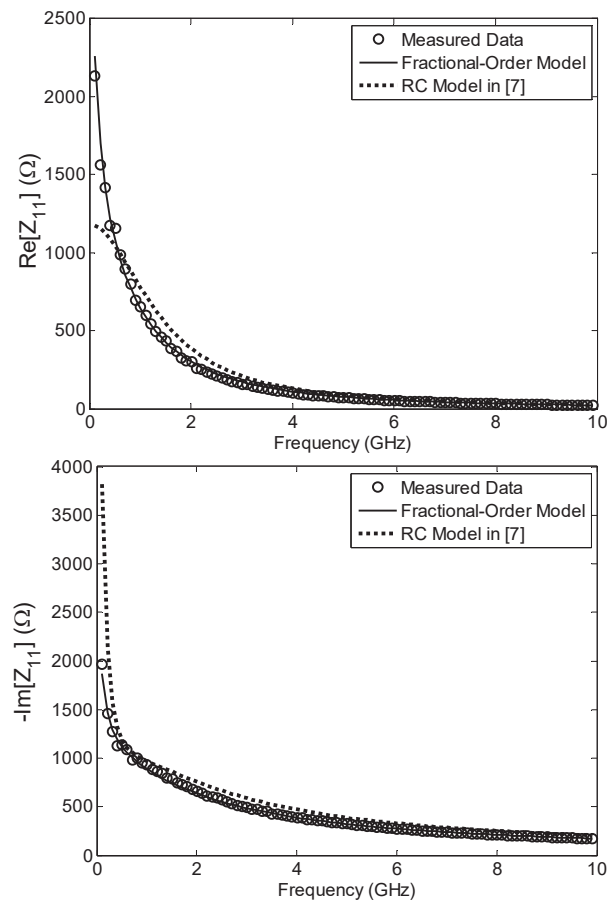 2500
2000
1500
1000
500
0
Re[Z11] (Ω)
Measured Data
Fractional-Order Model
RC Model in [7]
0 2 4 6 8 10
Frequency (GHz)
4000
3500
3000
2500
2000
1500
1000
500
0
-Im[Z11] (Ω)
Measured Data
Fractional-Order Model
RC Model in [7]
0 2 4 6 8 10
Frequency (GHz)